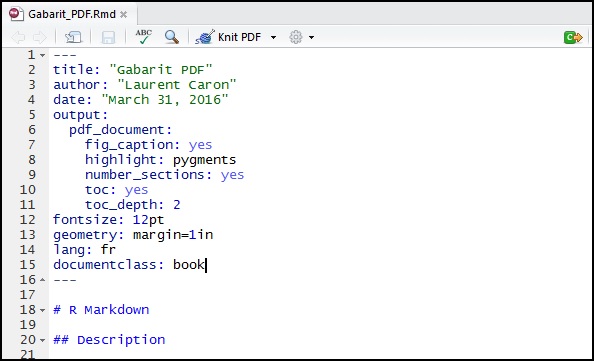 Gabarit_PDF.Rmd
ABC Knit PDF
1 ---
2 title: "Gabarit PDF"
3 author: "Laurent Caron"
4 date: "March 31, 2016"
5 output:
6   pdf_document:
7     fig_caption: yes
8     highlight: pygments
9     number_sections: yes
10     toc: yes
11     toc_depth: 2
12 fontsize: 12pt
13 geometry: margin=1in
14 lang: fr
15 documentclass: book
16 ---
17
18 # R Markdown
19
20 ## Description
21